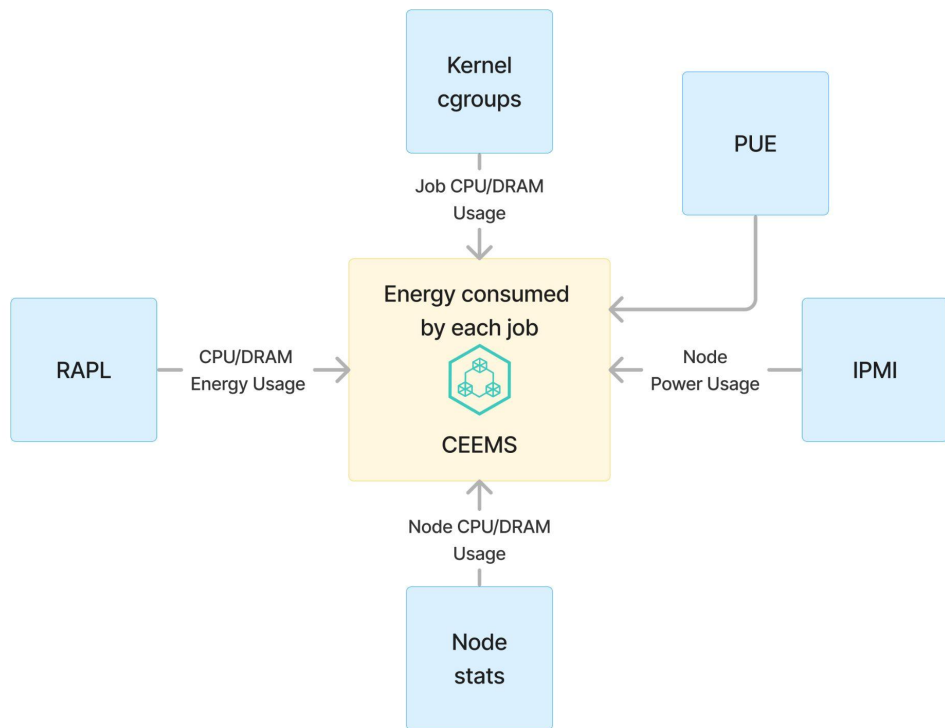 Kernel
cgroups
PUE
Job CPU/DRAM
Usage
Energy consumed
by each job
CEEMS
RAPL
CPU/DRAM
Energy Usage
Node
Power Usage
IPMI
Node CPU/DRAM
Usage
Node
stats